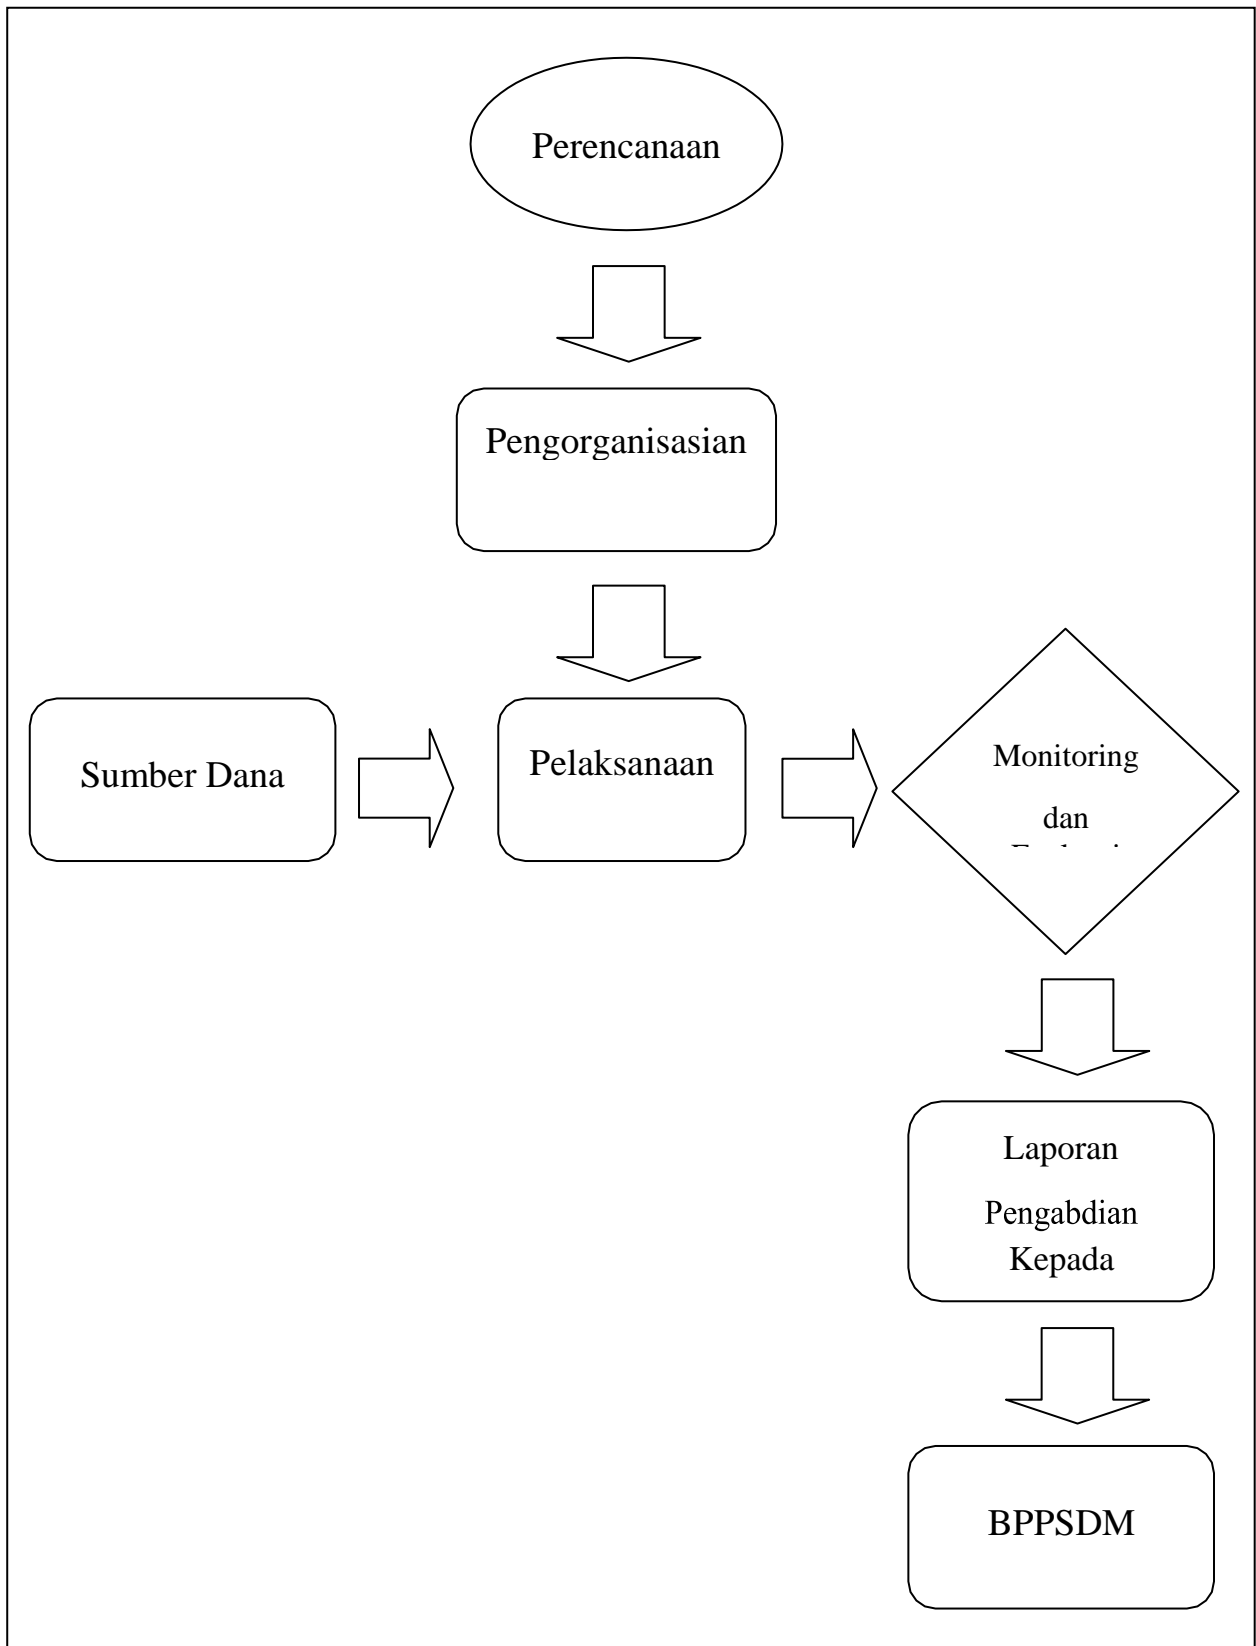 Perencanaan
Pengorganisasian
Sumber Dana
Pelaksanaan
Monitoring
dan
Laporan
Pengabdian
Kepada
BPPSDM